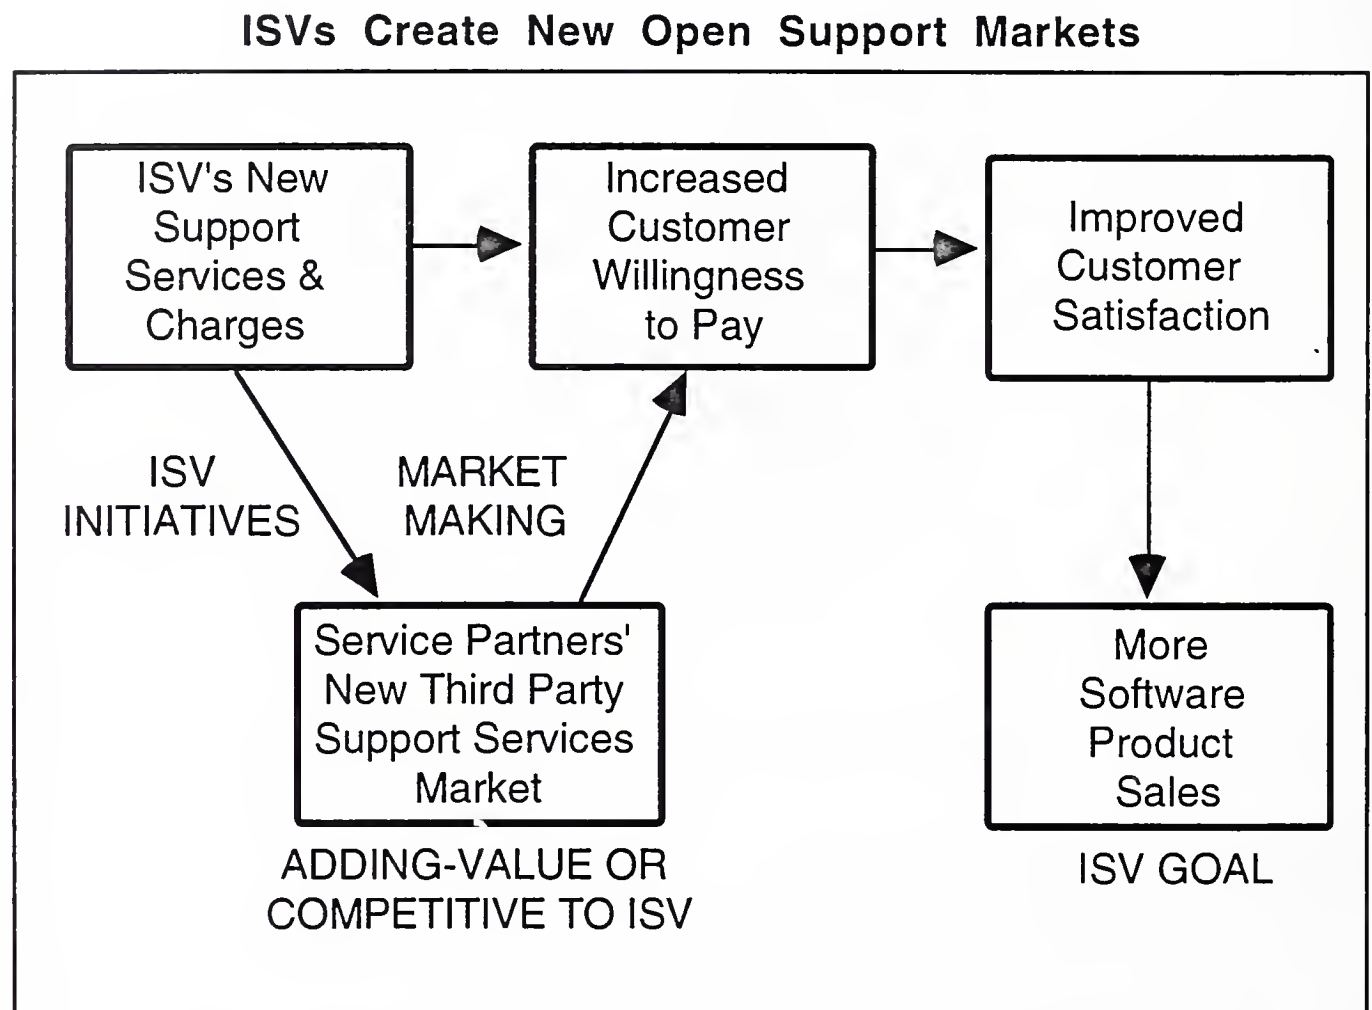 ISVs Create New Open Support Markets
ISV's New
Support
Services &
Charges
Increased
Customer
Willingness
to Pay
Improved
Customer
Satisfaction
ISV
INITIATIVES
MARKET
MAKING
Service Partners'
New Third Party
Support Services
Market
ADDING-VALUE OR
COMPETITIVE TO ISV
More
Software
Product
Sales
ISV GOAL